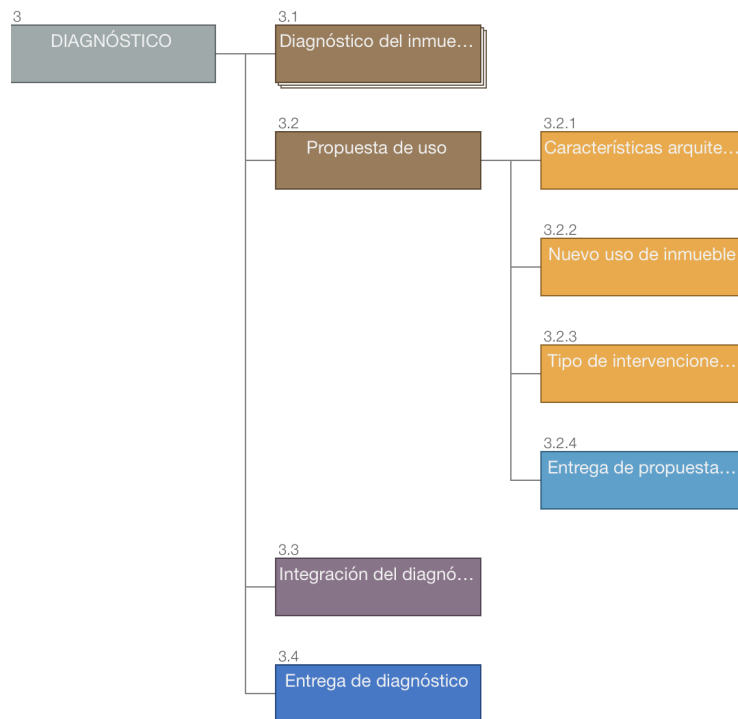 3
DIAGNÓSTICO
3.1
Diagnóstico del inmue...
3.2
Propuesta de uso
3.2.1
Características arquite...
3.2.2
Nuevo uso de inmueble
3.2.3
Tipo de intervencione...
3.2.4
Entrega de propuesta...
3.3
Integración del diagnó...
3.4
Entrega de diagnóstico